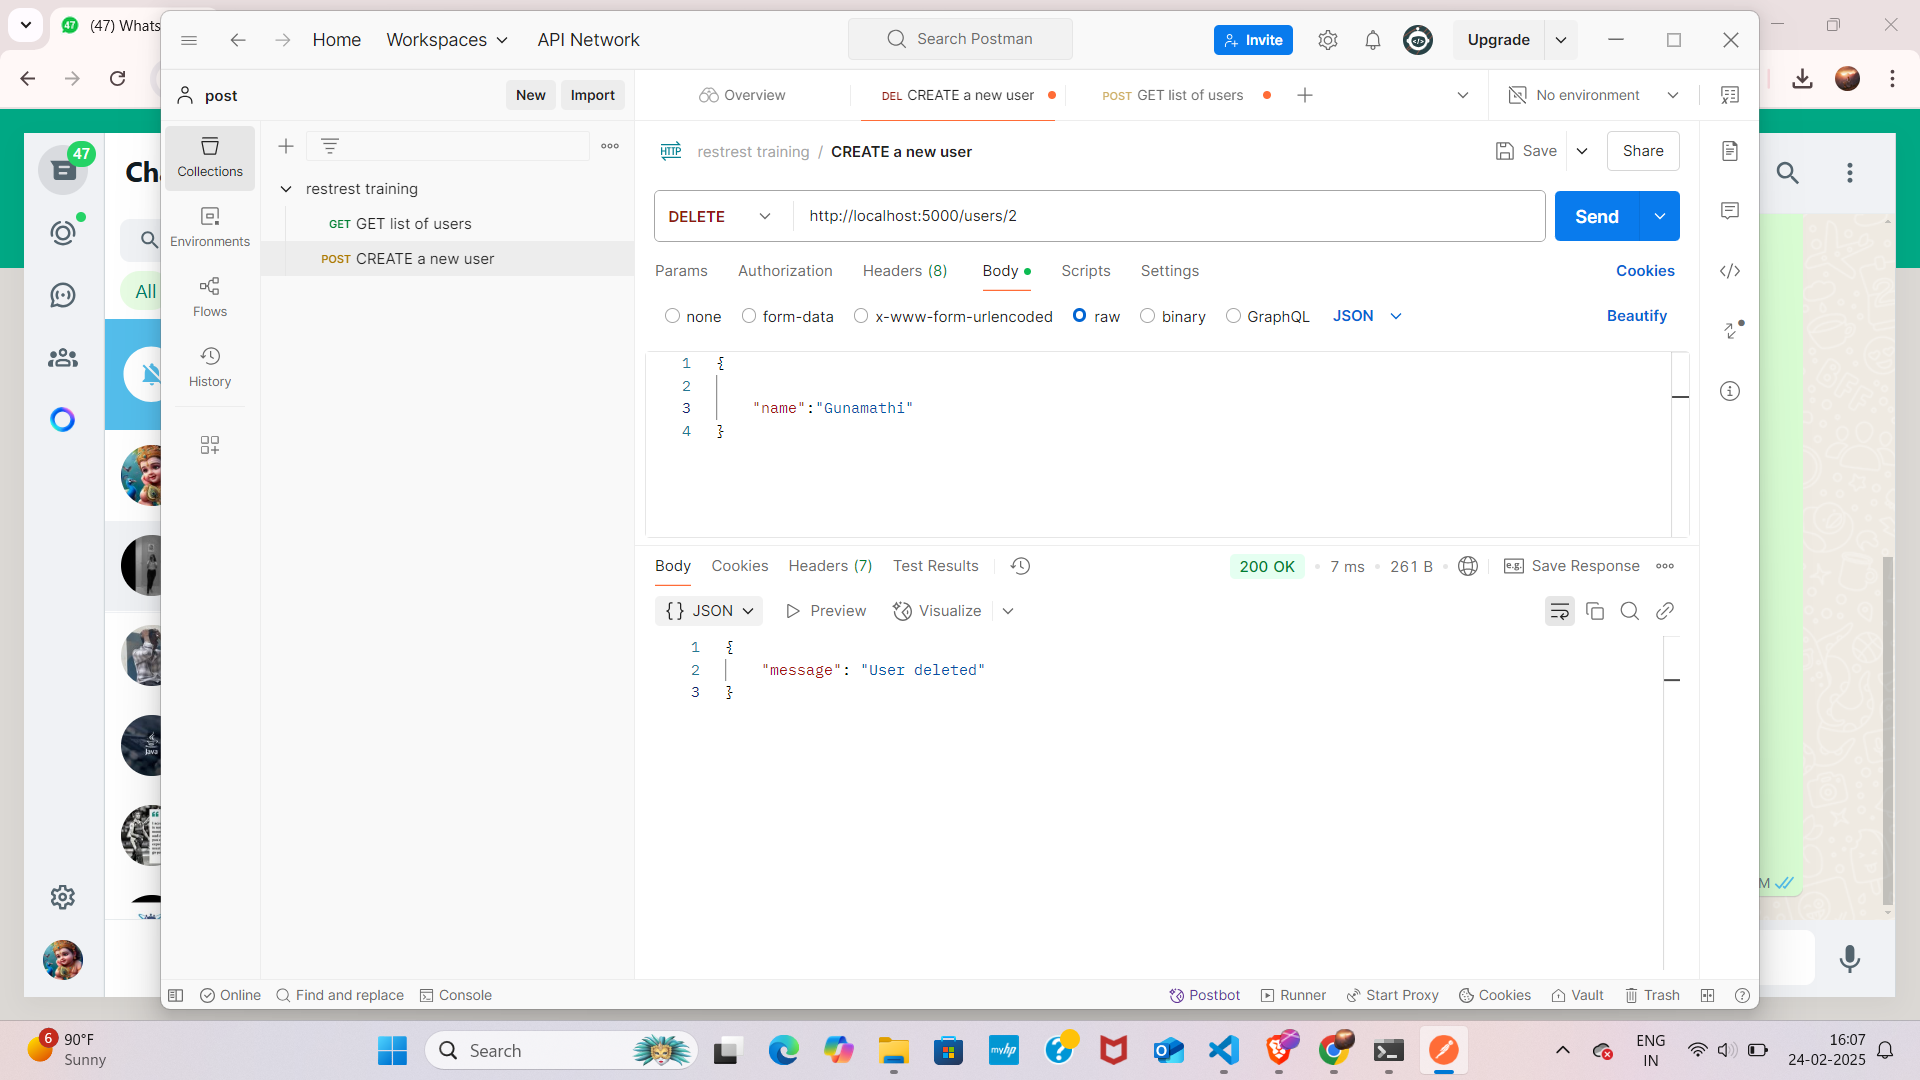 47
(47) Whats
Home
Workspaces
API Network
Search Postman
Invite
Upgrade
post
New
Import
Overview
DEL CREATE a new user
POST GET list of users
No environment
47
Collections
restrest training
restrest training / CREATE a new user
Save
Share
GET GET list of users
DELETE
http://localhost:5000/users/2
Send
Environments
POST CREATE a new user
Params
Authorization
Headers (8)
Body
Scripts
Settings
Cookies
All
Flows
none
form-data
x-www-form-urlencoded
raw
binary
GraphQL
JSON
Beautify
History
1 {
2
3 "name":"Gunamathi"
4 }
Body
Cookies
Headers (7)
Test Results
200 OK
7 ms
261 B
e.g.
Save Response
{} JSON
Preview
Visualize
1 {
2 "message": "User deleted"
3 }
Java
M
Online
Find and replace
Console
Postbot
Runner
Start Proxy
Cookies
Vault
Trash
6
90°F
Sunny
Search
myhp
ENG
IN
16:07
24-02-2025